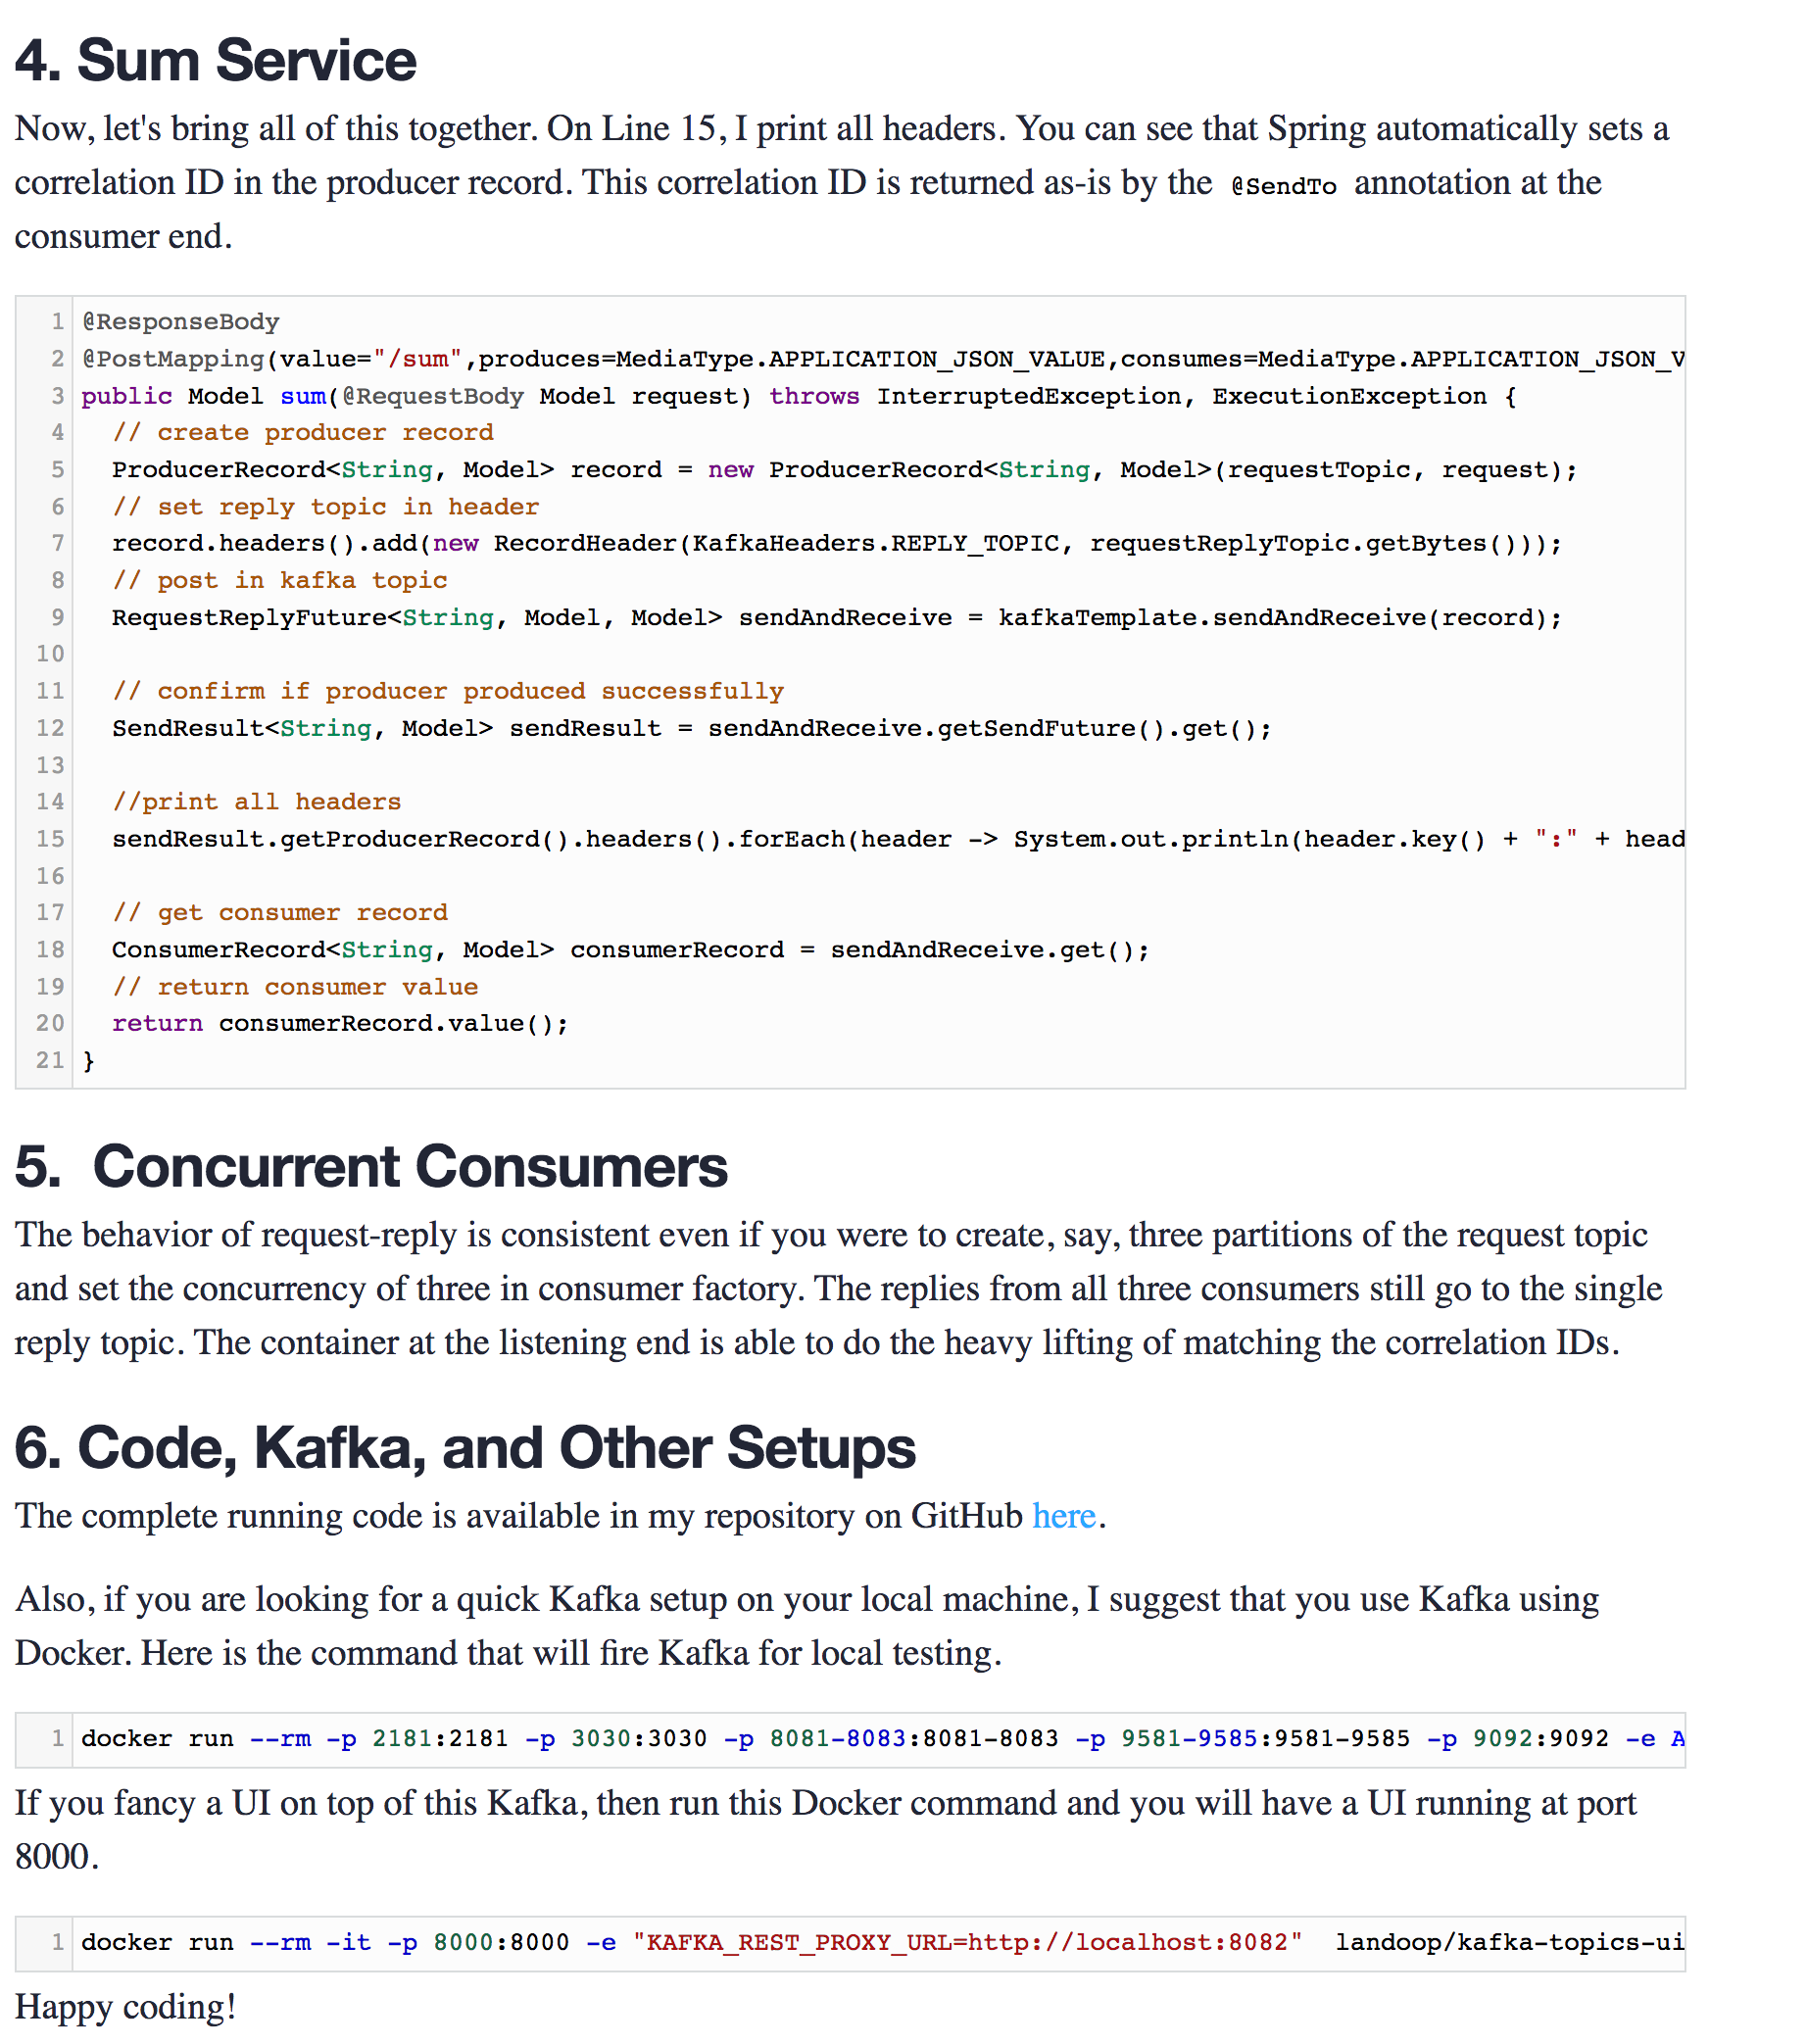 4. Sum Service
Now, let's bring all of this together. On Line 15, I print all headers. You can see that Spring automatically sets a
correlation ID in the producer record. This correlation ID is returned as-is by the @SendTo annotation at the
consumer end.
1 @ResponseBody
2 @PostMapping(value="/sum",produces=MediaType.APPLICATION_JSON_VALUE,consumes=MediaType.APPLICATION_JSON_V
3 public Model sum(@RequestBody Model request) throws InterruptedException, ExecutionException {
4 // create producer record
5 ProducerRecord<String, Model> record = new ProducerRecord<String, Model>(requestTopic, request);
6 // set reply topic in header
7 record.headers().add(new RecordHeader(KafkaHeaders.REPLY_TOPIC, requestReplyTopic.getBytes()));
8 // post in kafka topic
9 RequestReplyFuture<String, Model, Model> sendAndReceive = kafkaTemplate.sendAndReceive(record);
10
11 // confirm if producer produced successfully
12 SendResult<String, Model> sendResult = sendAndReceive.getSendFuture().get();
13
14 //print all headers
15 sendResult.getProducerRecord().headers().forEach(header -> System.out.println(header.key() + ":" + head
16
17 // get consumer record
18 ConsumerRecord<String, Model> consumerRecord = sendAndReceive.get();
19 // return consumer value
20 return consumerRecord.value();
21 }
5. Concurrent Consumers
The behavior of request-reply is consistent even if you were to create, say, three partitions of the request topic
and set the concurrency of three in consumer factory. The replies from all three consumers still go to the single
reply topic. The container at the listening end is able to do the heavy lifting of matching the correlation IDs.
6. Code, Kafka, and Other Setups
The complete running code is available in my repository on GitHub here.
Also, if you are looking for a quick Kafka setup on your local machine, I suggest that you use Kafka using
Docker. Here is the command that will fire Kafka for local testing.
1 docker run --rm -p 2181:2181 -p 3030:3030 -p 8081-8083:8081-8083 -p 9581-9585:9581-9585 -p 9092:9092 -e A
If you fancy a UI on top of this Kafka, then run this Docker command and you will have a UI running at port
8000.
1 docker run --rm -it -p 8000:8000 -e "KAFKA_REST_PROXY_URL=http://localhost:8082" landoop/kafka-topics-ui
Happy coding!